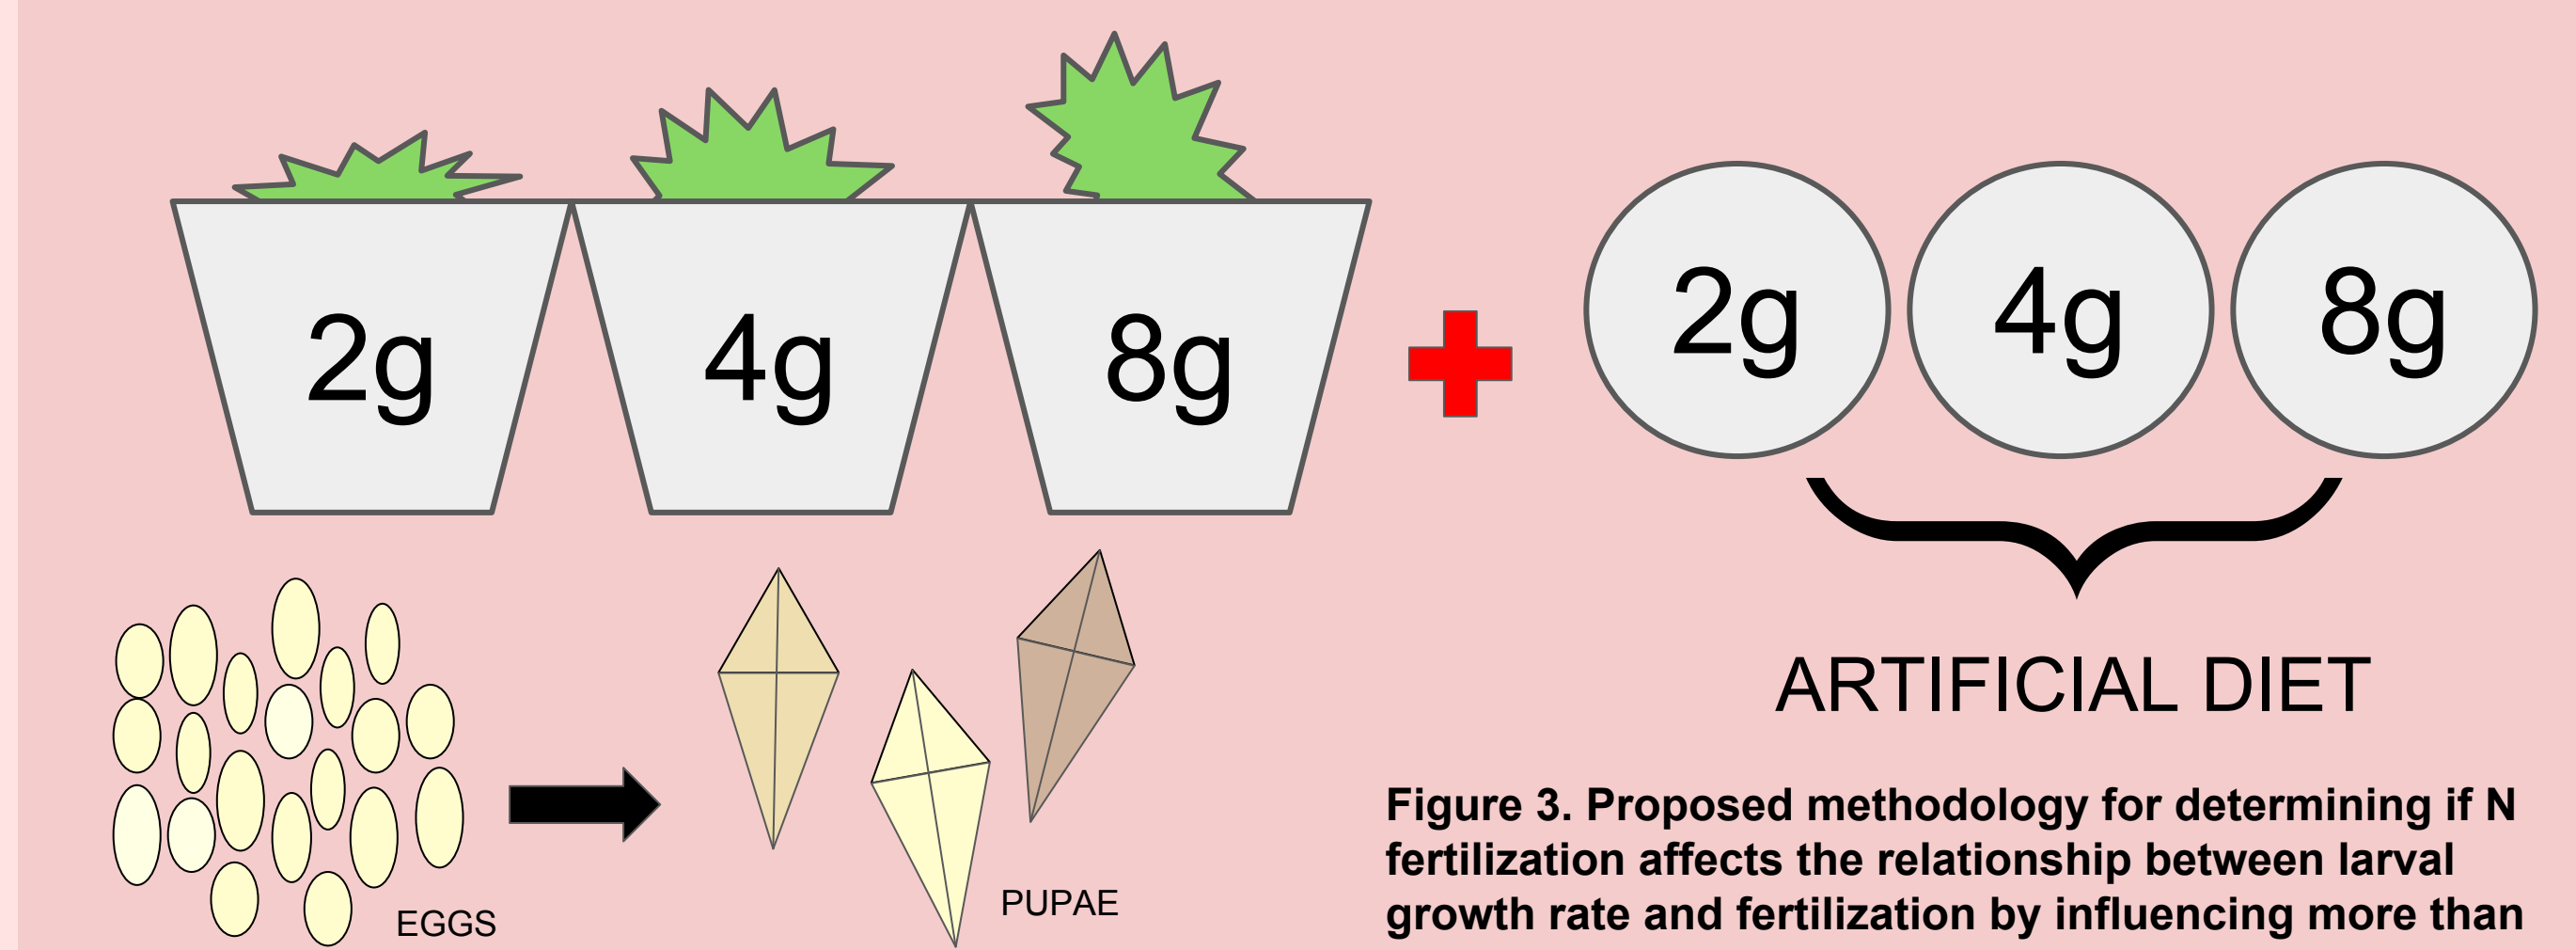 2g
4g
8g
2g
4g
8g
ARTIFICIAL DIET
EGGS
PUPAE
Figure 3. Proposed methodology for determining if N
fertilization affects the relationship between larval
growth rate and fertilization by influencing more than